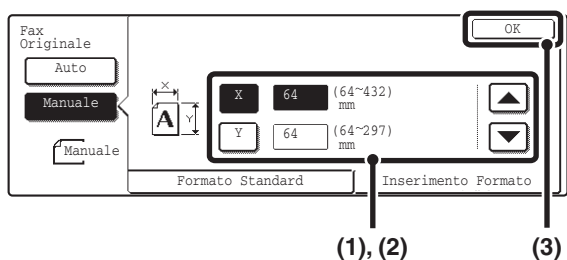 Fax
Originale
Auto
Manuale
Manuale
OK
X
Y
A
X 64 (64~432)
mm
Y 64 (64~297)
mm
Formato Standard
Inserimento Formato
(1), (2)
(3)